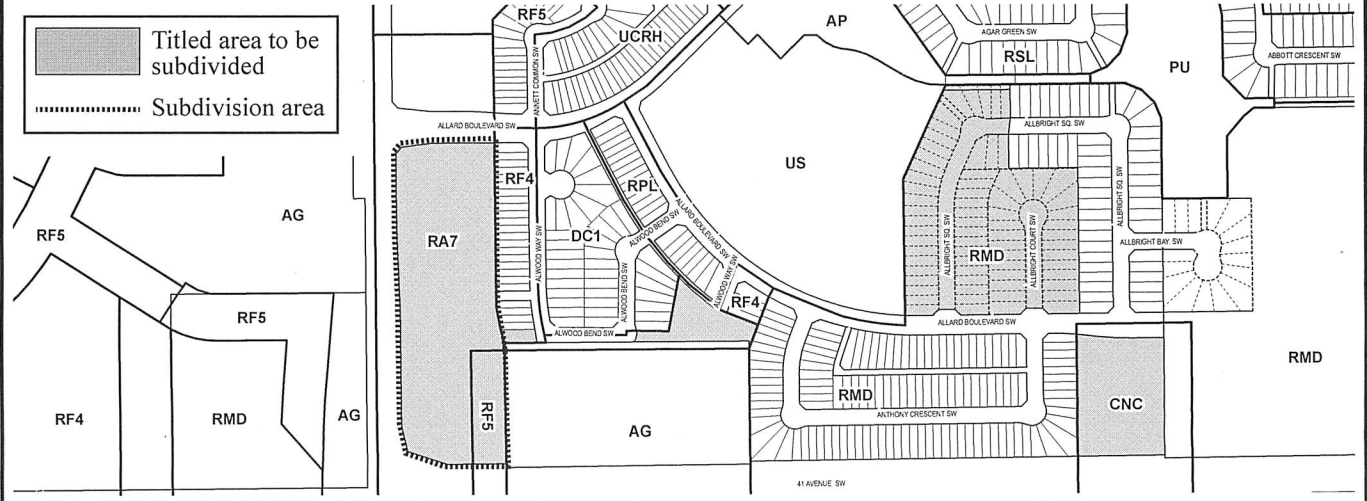 Titled area to be
subdivided
Subdivision area
RF5
UCRH
AP
AGAR GREEN SW
RSL
PU
ABBOTT CRESCENT SW
ANNETT COMMON SW
ALLARD BOULEVARD SW
ALLBRIGHT SQ. SW
US
RF4
RPL
ALLARD BOULEVARD SW
ALLBRIGHT SQ. SW
AG
RF5
RA7
ALWOOD WAY SW
DC1
ALWOOD BEND SW
ALLBRIGHT SQ. SW
ALLBRIGHT COURT SW
RMD
ALLBRIGHT BAY. SW
ALWOOD BEND SW
ALWOOD WAY SW
RF4
RF5
ALLARD BOULEVARD SW
ALWOOD BEND SW
RMD
RF4
RMD
AG
RF5
AG
RMD
ANTHONY CRESCENT SW
CNC
41 AVENUE SW